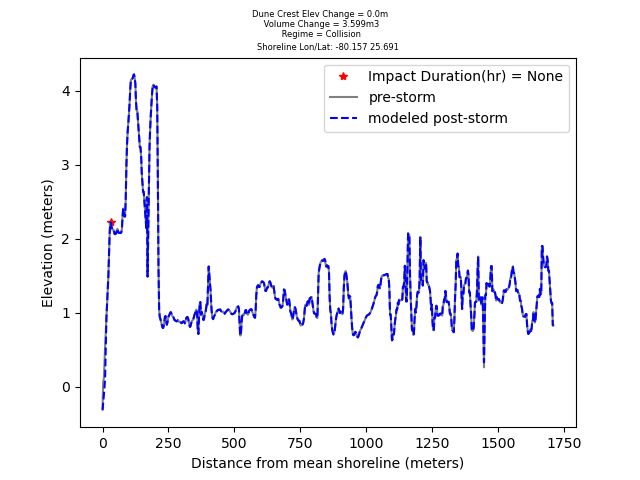 Dune Crest Elev Change = 0.0m
Volume Change = 3.599m3
Regime = Collision
Shoreline Lon/Lat: -80.157 25.691
Impact Duration(hr) = None
pre-storm
modeled post-storm
Elevation (meters)
4
3
2
1
0
0 250 500 750 1000 1250 1500 1750
Distance from mean shoreline (meters)